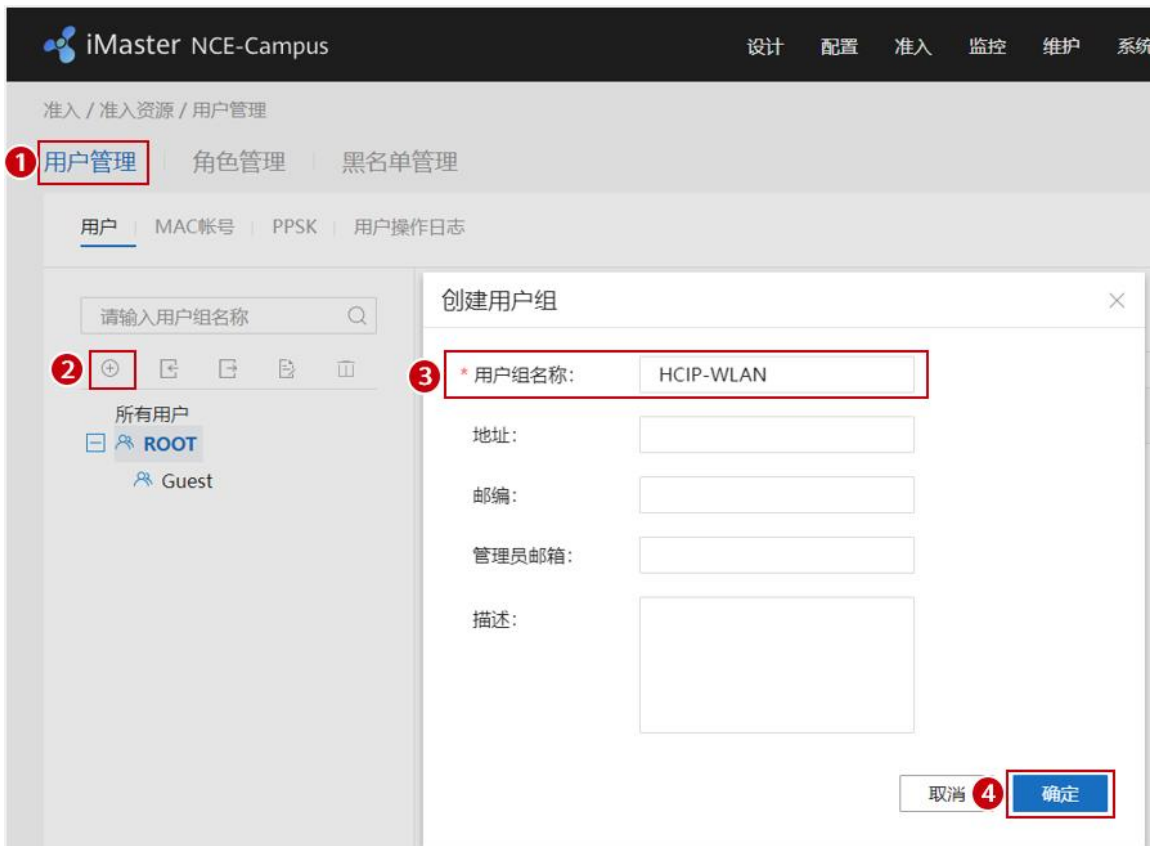 iMaster NCE-Campus 设计 配置 准入 监控 维护 系统
准入 / 准入资源 / 用户管理
1 用户管理 角色管理 黑名单管理
用户 MAC帐号 PPSK 用户操作日志
创建用户组
请输入用户组名称
2
3 * 用户组名称： HCIP-WLAN
所有用户
地址：
ROOT
Guest
邮编：
管理员邮箱：
描述：
取消 4 确定